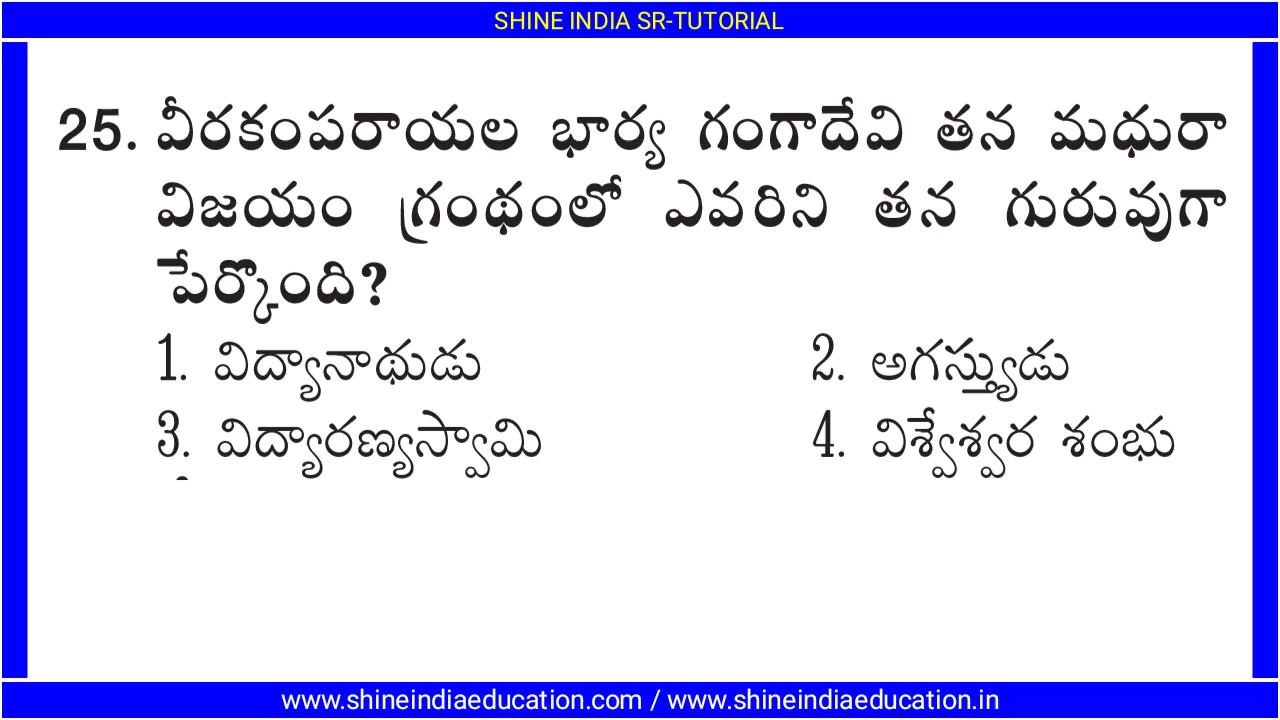 SHINE INDIA SR-TUTORIAL
25. వీరకంపరాయల భార్య గంగాదేవి తన మధురా
విజయం గ్రంథంలో ఎవరిని తన గురువుగా
పేర్కొంది?
1. విద్యానాథుడు 2. అగస్త్యుడు
3. విద్యారణ్యస్వామి 4. విశ్వేశ్వర శంభు
www.shineindiaeducation.com / www.shineindiaeducation.in